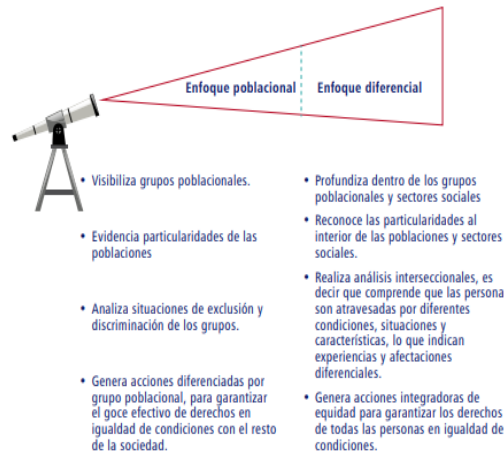 Enfoque poblacional
Enfoque diferencial
• Visibiliza grupos poblacionales.
• Evidencia particularidades de las
poblaciones
• Analiza situaciones de exclusión y
discriminación de los grupos.
• Genera acciones diferenciadas por
grupo poblacional, para garantizar
el goce efectivo de derechos en
igualdad de condiciones con el resto
de la sociedad.
• Profundiza dentro de los grupos
poblacionales y sectores sociales
• Reconoce las particularidades al
interior de las poblaciones y sectores
sociales.
• Realiza análisis interseccionales, es
decir que comprende que las persona
son atravesadas por diferentes
condiciones, situaciones y
características, lo que indican
experiencias y afectaciones
diferenciales.
• Genera acciones integradoras de
equidad para garantizar los derechos
de todas las personas en igualdad de
condiciones.